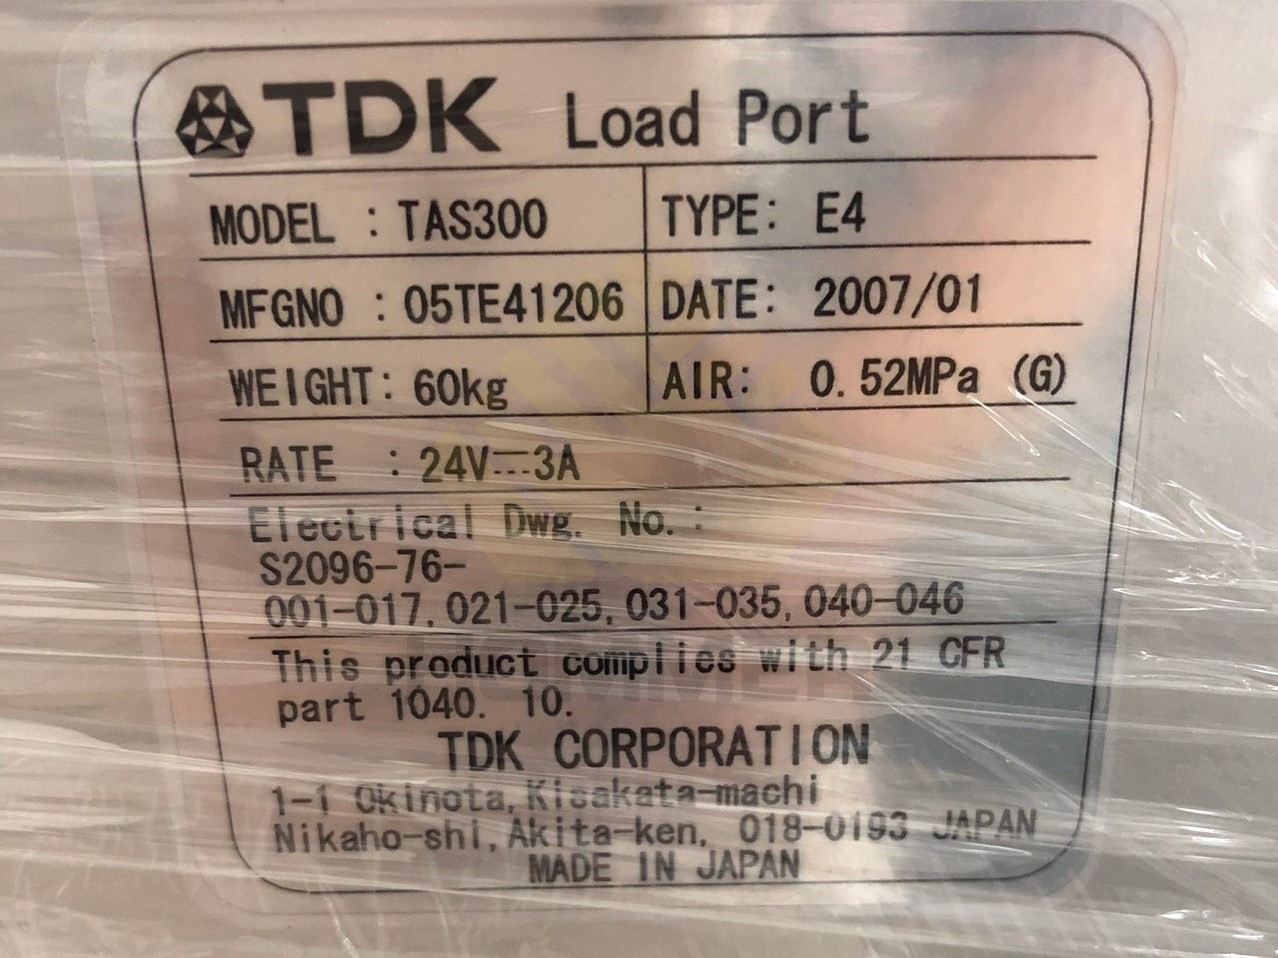 TDK Load Port
MODEL : TAS300 TYPE: E4
MFGNO : 05TE41206 DATE: 2007/01
WEIGHT: 60kg AIR: 0.52MPa (G)
RATE : 24V⎓3A
Electrical Dwg. No. :
S2096-76-
001-017, 021-025, 031-035, 040-046
This product complies with 21 CFR
part 1040. 10.
TDK CORPORATION
1-1 Okinota, Kisakata-machi
Nikaho-shi, Akita-ken, 018-0193 JAPAN
MADE IN JAPAN